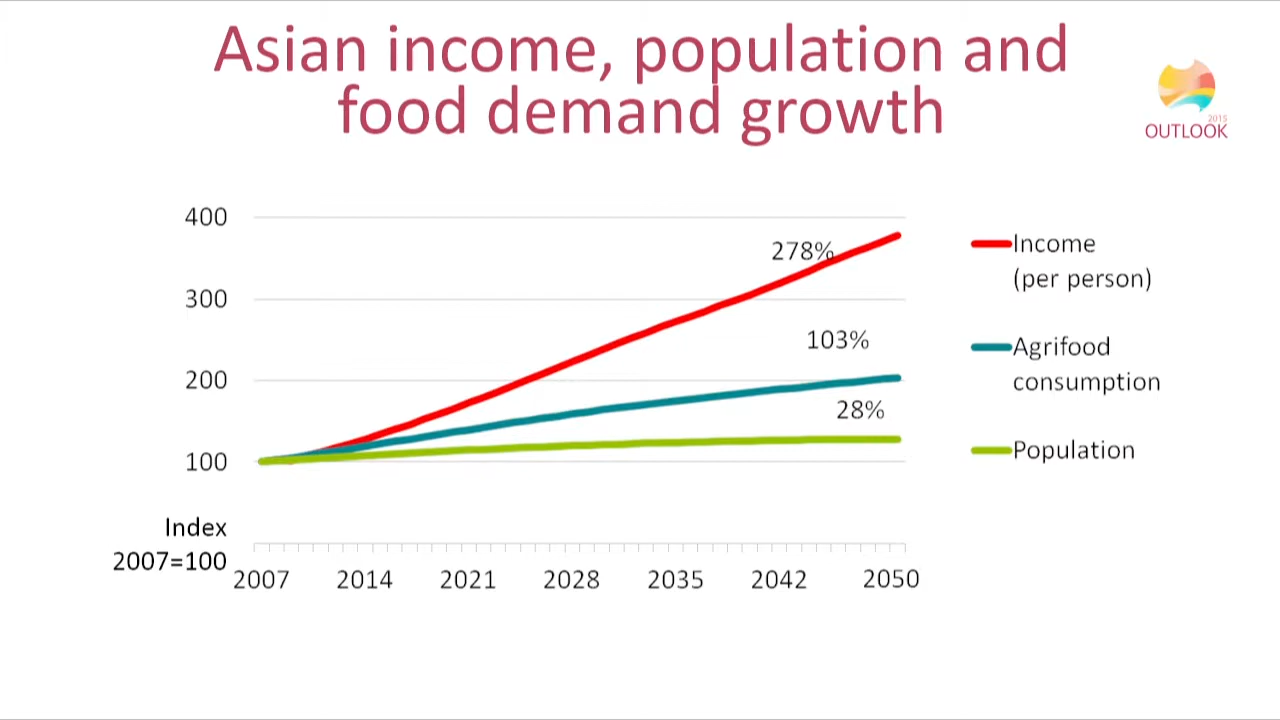 Asian income, population and
food demand growth
2015
OUTLOOK
400
300
200
100
Index
2007=100
278%
103%
28%
2007 2014 2021 2028 2035 2042 2050
Income
(per person)
Agrifood
consumption
Population